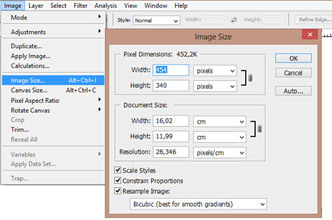 Image Layer Select Filter Analysis View Window
Mode
Style: Normal
Refine Edge...
Adjustments
Duplicate...
Apply Image...
Calculations...
Image Size... Alt+Ctrl+I
Canvas Size... Alt+Ctrl+C
Pixel Aspect Ratio
Rotate Canvas
Crop
Trim...
Reveal All
Variables
Apply Data Set...
Trap...
Image Size
Pixel Dimensions: 452,2K
Width: 454 pixels
Height: 340 pixels
Document Size:
Width: 16,02 cm
Height: 11,99 cm
Resolution: 28,346 pixels/cm
Scale Styles
Constrain Proportions
Resample Image:
Bicubic (best for smooth gradients)
OK
Cancel
Auto...